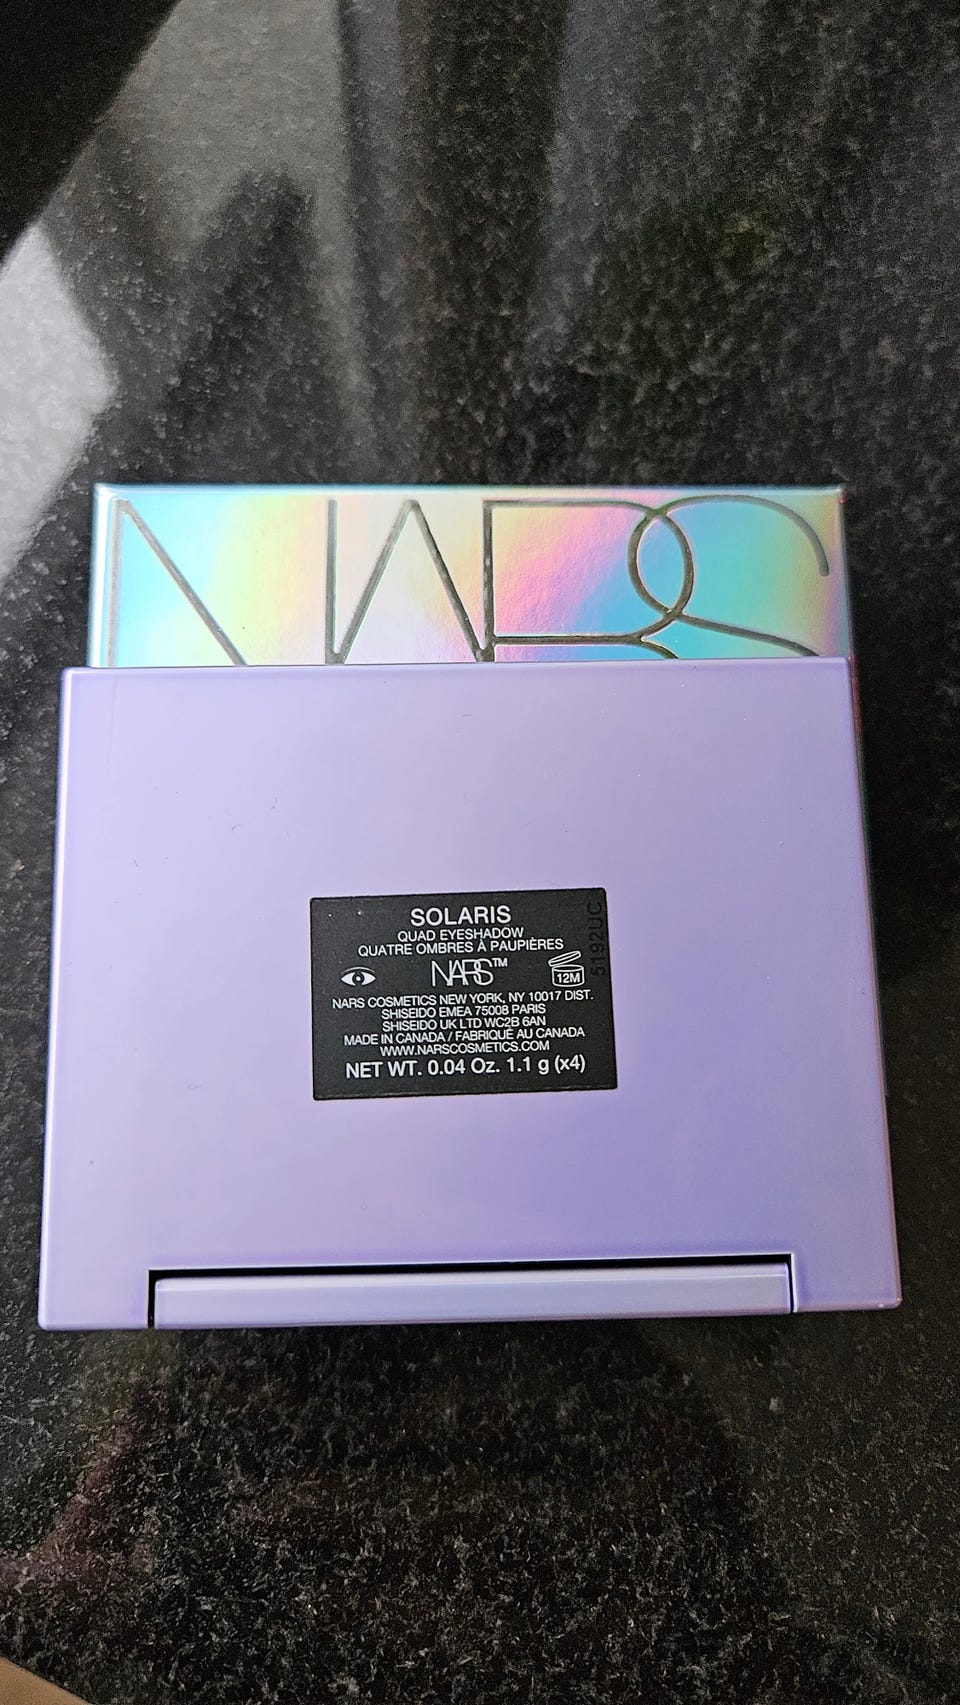 NARS
SOLARIS
QUAD EYESHADOW
QUATRE OMBRES À PAUPIÈRES
NARS™
12M
5192UC
NARS COSMETICS NEW YORK, NY 10017 DIST.
SHISEIDO EMEA 75008 PARIS
SHISEIDO UK LTD WC2B 6AN
MADE IN CANADA / FABRIQUÉ AU CANADA
WWW.NARSCOSMETICS.COM
NET WT. 0.04 Oz. 1.1 g (x4)